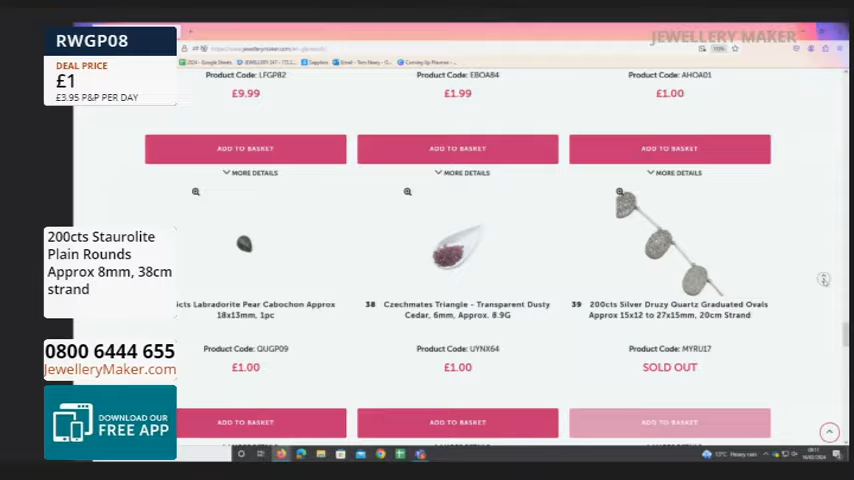 RWGP08
DEAL PRICE
£1
£3.95 P&P PER DAY
JEWELLERY MAKER
Product Code: LFGP82
Product Code: EBOA84
Product Code: AHOA01
£9.99
£1.99
£1.00
ADD TO BASKET
ADD TO BASKET
ADD TO BASKET
MORE DETAILS
MORE DETAILS
MORE DETAILS
200cts Staurolite
Plain Rounds
Approx 8mm, 38cm
strand
cts Labradorite Pear Cabochon Approx
18x13mm, 1pc
38 Czechmates Triangle - Transparent Dusty
Cedar, 6mm, Approx. 8.9G
39 200cts Silver Druzy Quartz Graduated Ovals
Approx 15x12 to 27x15mm, 20cm Strand
Product Code: QUGP09
Product Code: UYNX64
Product Code: MYRU17
£1.00
£1.00
SOLD OUT
0800 6444 655
JewelleryMaker.com
DOWNLOAD OUR
FREE APP
ADD TO BASKET
ADD TO BASKET
ADD TO BASKET
13°C Heavy rain